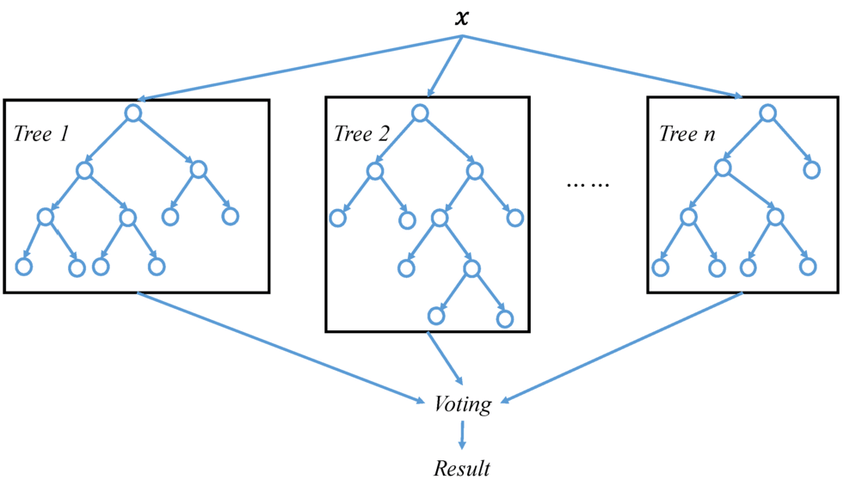 x
Tree 1
Tree 2
......
Tree n
Voting
Result